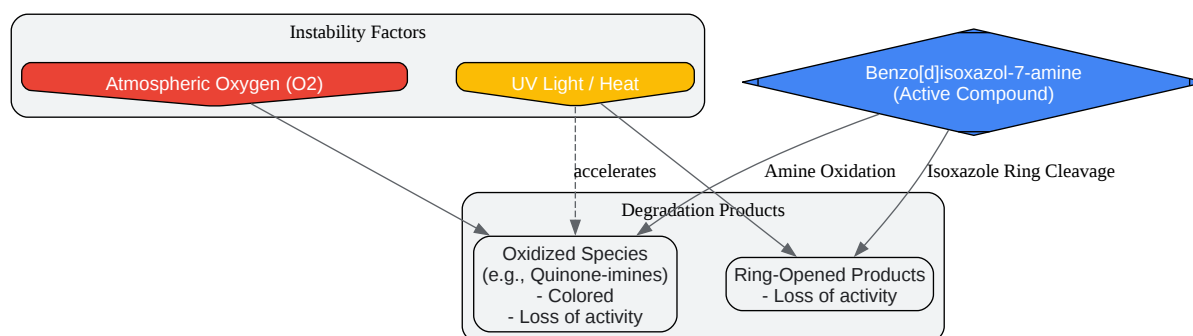 Instability Factors
Atmospheric Oxygen (O2)
UV Light / Heat
Benzo[d]isoxazol-7-amine
(Active Compound)
accelerates
Amine Oxidation
Isoxazole Ring Cleavage
Degradation Products
Oxidized Species
(e.g., Quinone-imines)
- Colored
- Loss of activity
Ring-Opened Products
- Loss of activity